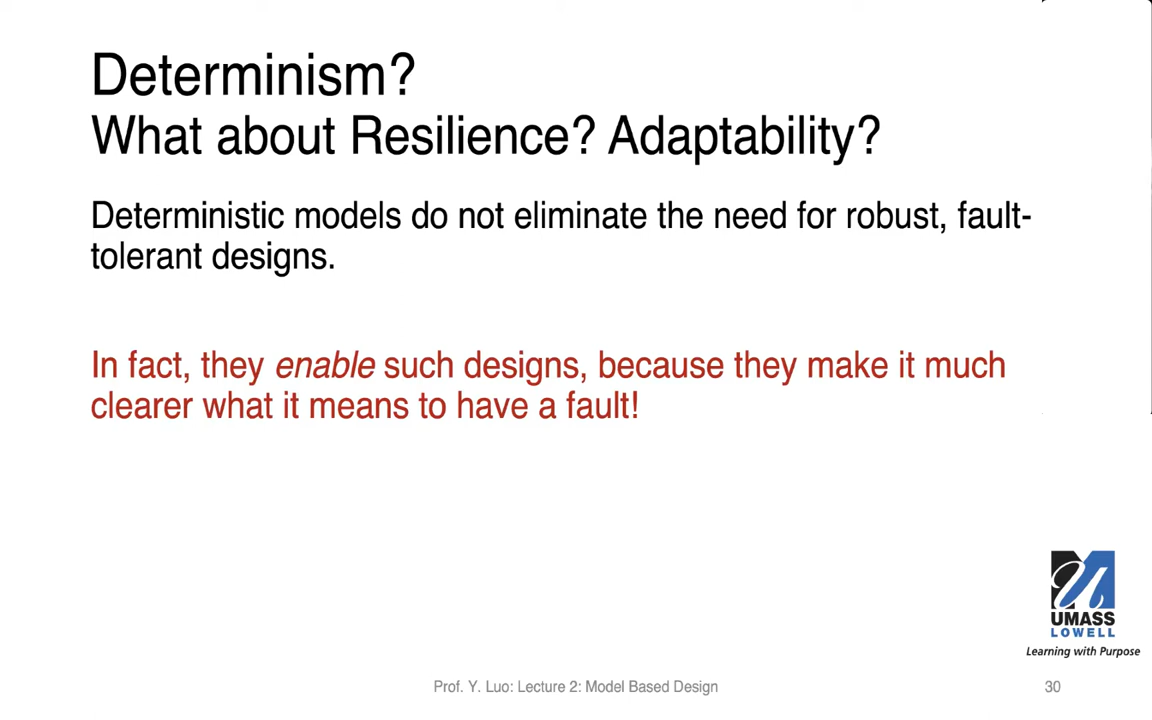 Determinism?
What about Resilience? Adaptability?
Deterministic models do not eliminate the need for robust, fault-
tolerant designs.
In fact, they enable such designs, because they make it much
clearer what it means to have a fault!
UMASS
LOWELL
Learning with Purpose
Prof. Y. Luo: Lecture 2: Model Based Design
30